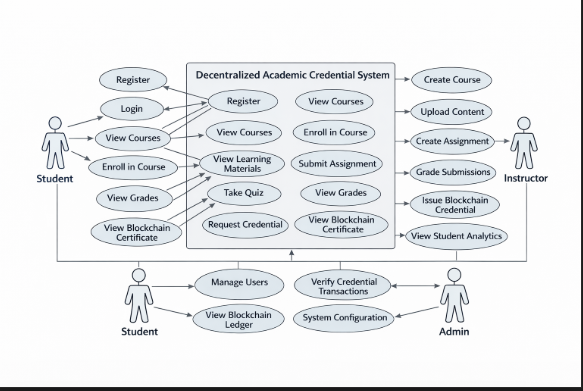 Decentralized Academic Credential System
Register
Login
View Courses
Enroll in Course
View Grades
View Blockchain
Certificate
Student
Register
View Courses
View Learning
Materials
Take Quiz
Request Credential
View Courses
Enroll in Course
Submit Assignment
View Grades
View Blockchain
Certificate
Create Course
Upload Content
Create Assignment
Grade Submissions
Issue Blockchain
Credential
View Student Analytics
Instructor
Student
Manage Users
View Blockchain
Ledger
Verify Credential
Transactions
System Configuration
Admin